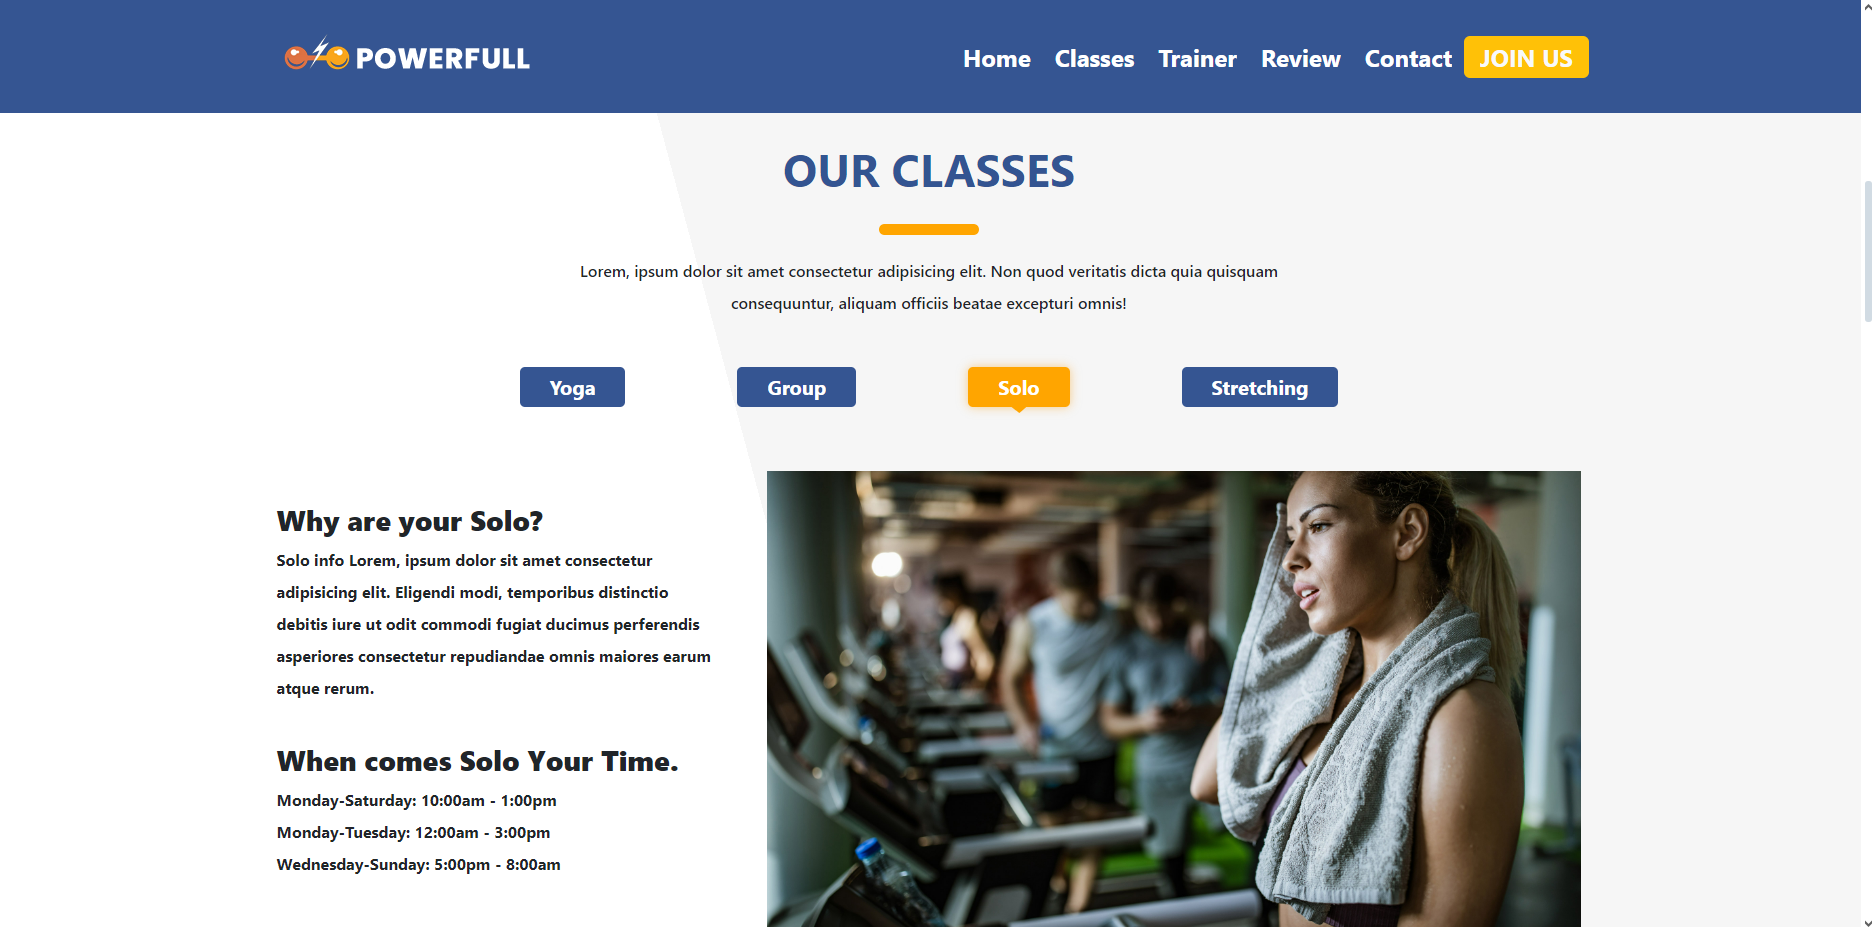 POWERFULL
Home Classes Trainer Review Contact JOIN US
OUR CLASSES
Lorem, ipsum dolor sit amet consectetur adipisicing elit. Non quod veritatis dicta quia quisquam
consequuntur, aliquam officiis beatae excepturi omnis!
Yoga Group Solo Stretching
Why are your Solo?
Solo info Lorem, ipsum dolor sit amet consectetur
adipisicing elit. Eligendi modi, temporibus distinctio
debitis iure ut odit commodi fugiat ducimus perferendis
asperiores consectetur repudiandae omnis maiores earum
atque rerum.
When comes Solo Your Time.
Monday-Saturday: 10:00am - 1:00pm
Monday-Tuesday: 12:00am - 3:00pm
Wednesday-Sunday: 5:00pm - 8:00am